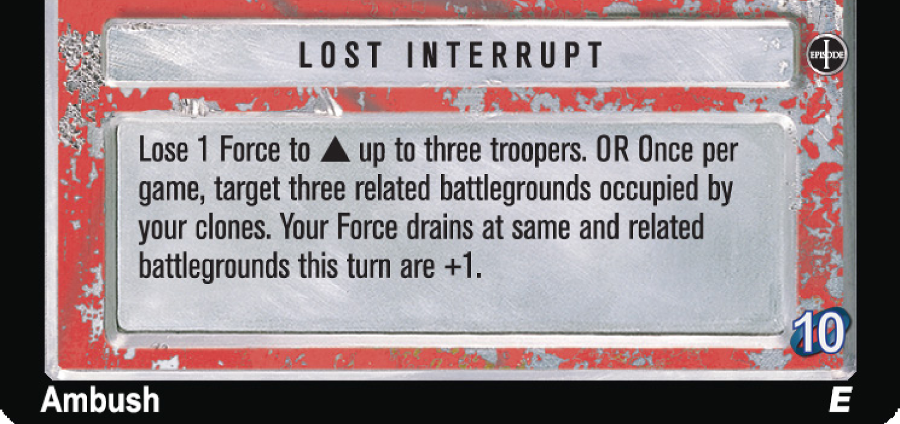 LOST INTERRUPT
EPISODE
I
Lose 1 Force to ▲ up to three troopers. OR Once per
game, target three related battlegrounds occupied by
your clones. Your Force drains at same and related
battlegrounds this turn are +1.
10
Ambush
E